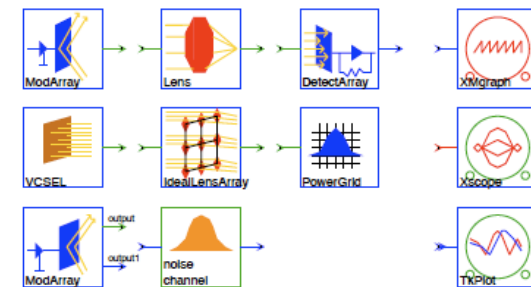 ModArray
Lens
DetectArray
XMgraph
VCSEL
IdealLensArray
PowerGrid
Xscope
output
output1
ModArray
noise
channel
TkPlot